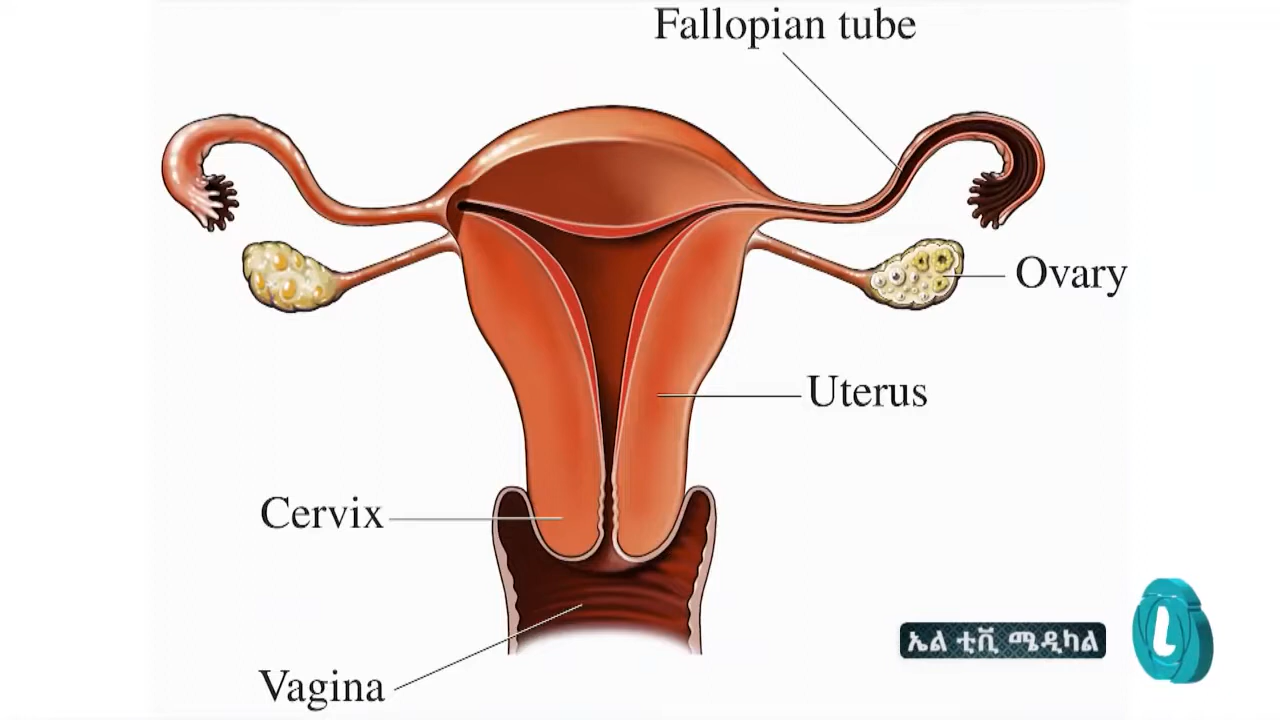 Fallopian tube
Ovary
Uterus
Cervix
Vagina
ኤል ቲቪ ሜዲካል
L